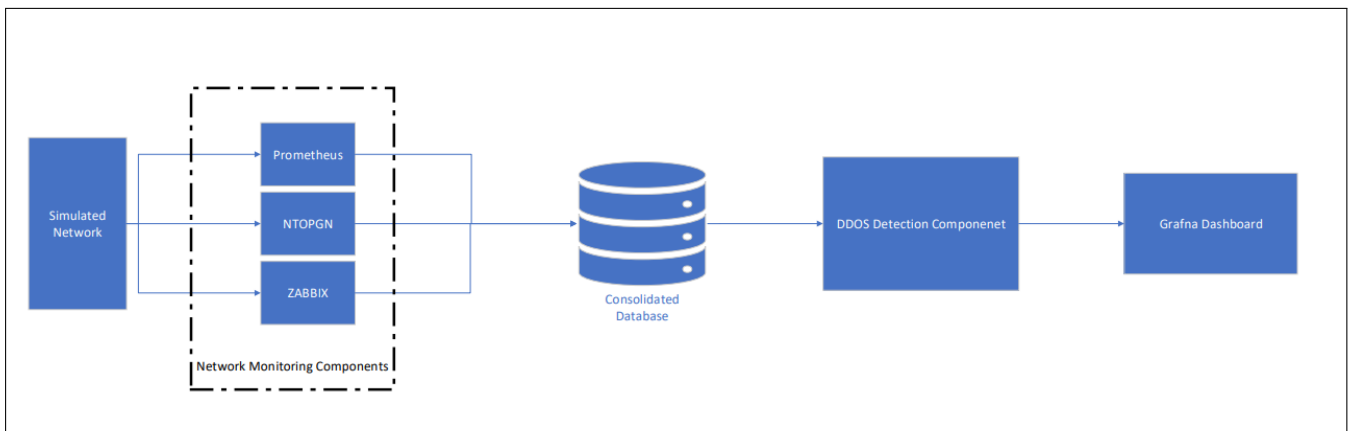 Simulated
Network
Prometheus
NTOPGN
ZABBIX
Network Monitoring Components
Consolidated
Database
DDOS Detection Componenet
Grafna Dashboard